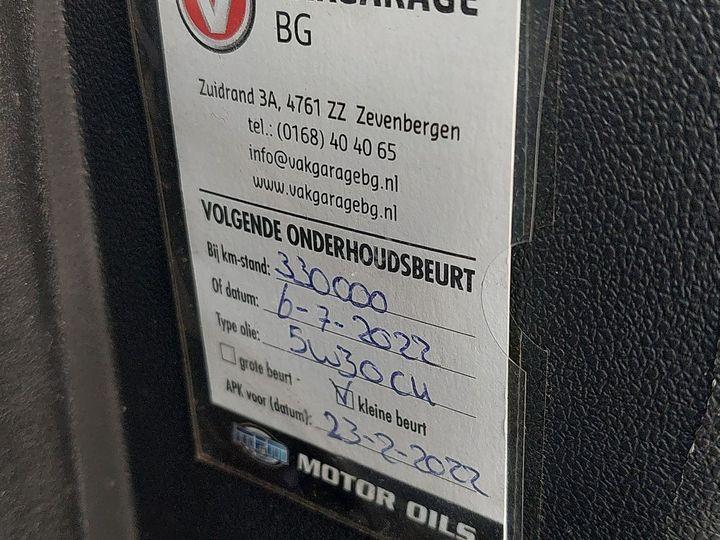 V
BG
Zuidrand 3A, 4761 ZZ Zevenbergen
tel.: (0168) 40 40 65
info@vakgaragebg.nl
www.vakgaragebg.nl
VOLGENDE ONDERHOUDSBEURT
Bij km-stand: 330000
Of datum: 6-7-2022
Type olie: 5W30CH
grote beurt - kleine beurt
APK voor (datum): 23-2-2022
MPM MOTOR OILS